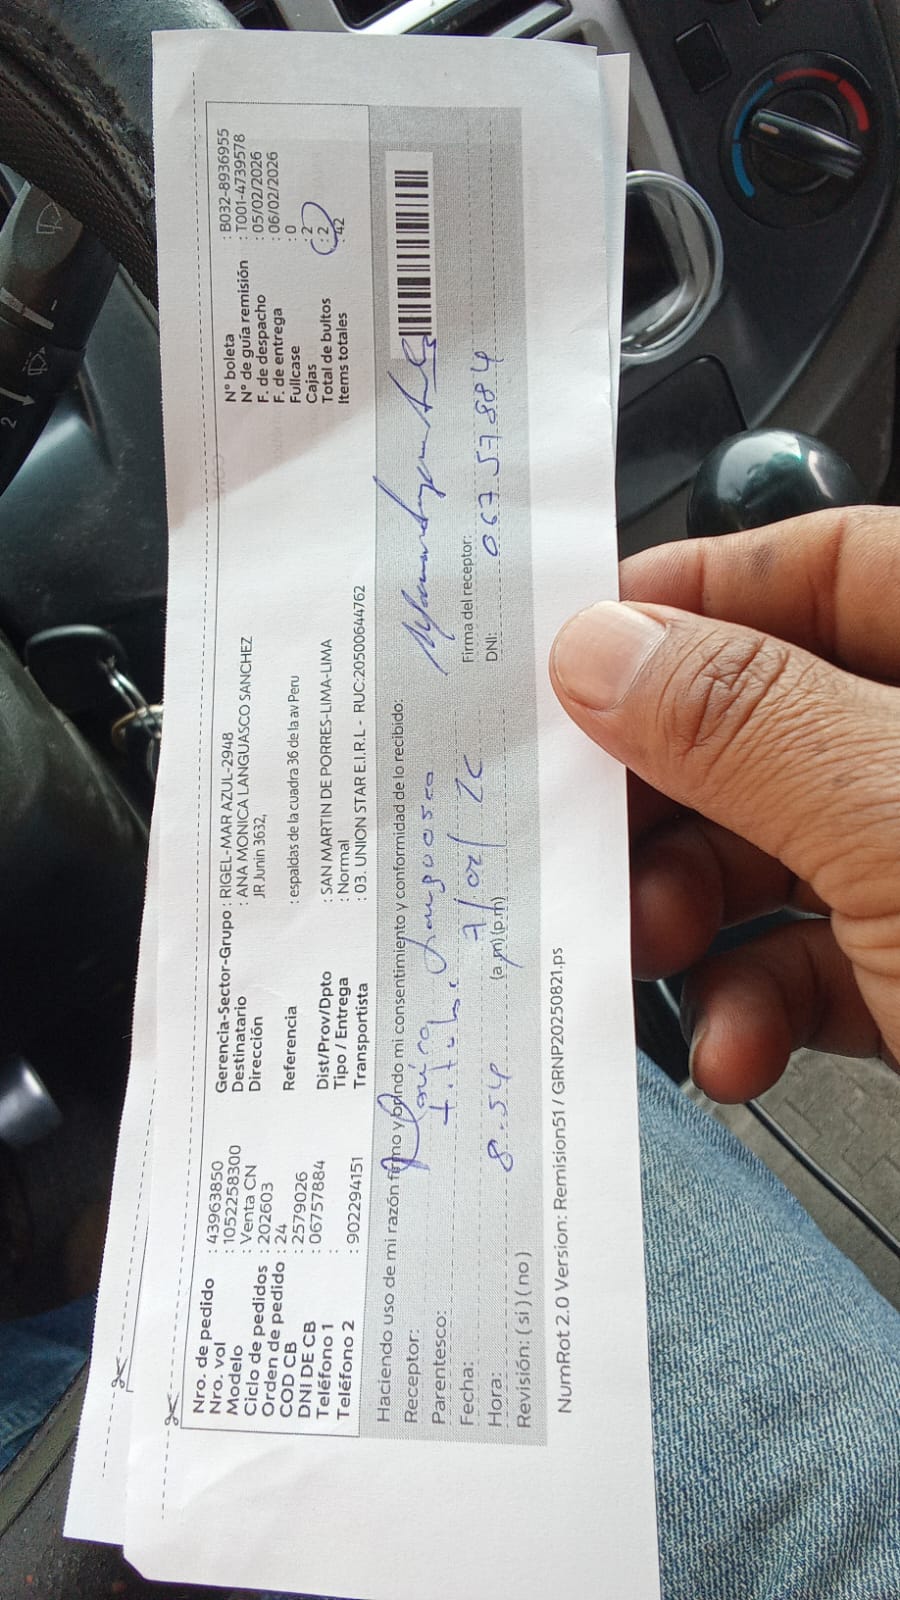 Nro. de pedido : 43963850
Nro. vol : 1052258300
Modelo : Venta CN
Ciclo de pedidos : 202603
Orden de pedido : 24
COD CB : 2579026
DNI DE CB : 06757884
Teléfono 1 :
Teléfono 2 : 902294151
Gerencia-Sector-Grupo : RIGEL-MAR AZUL-2948
Destinatario : ANA MONICA LANGUASCO SANCHEZ
Dirección JR Junin 3632,
Referencia : espaldas de la cuadra 36 de la av Peru
Dist/Prov/Dpto : SAN MARTIN DE PORRES-LIMA-LIMA
Tipo / Entrega : Normal
Transportista : 03. UNION STAR E.I.R.L - RUC:20500644762
N° boleta : B032-8936955
N° de guía remisión : T001-4739578
F. de despacho : 05/02/2026
F. de entrega : 06/02/2026
Fullcase : 0
Cajas : 2
Total de bultos : 2
Items totales : 42
Haciendo uso de mi razón firmo y brindo mi consentimiento y conformidad de lo recibido:
Receptor: Languasco
Parentesco: titular
Fecha: 7/02/26
Hora: 8.54 (a.m) (p.m)
Revisión: ( si ) ( no )
Firma del receptor:
DNI: 06757884
NumRot 2.0 Version: Remision51 / GRNP20250821.ps
2